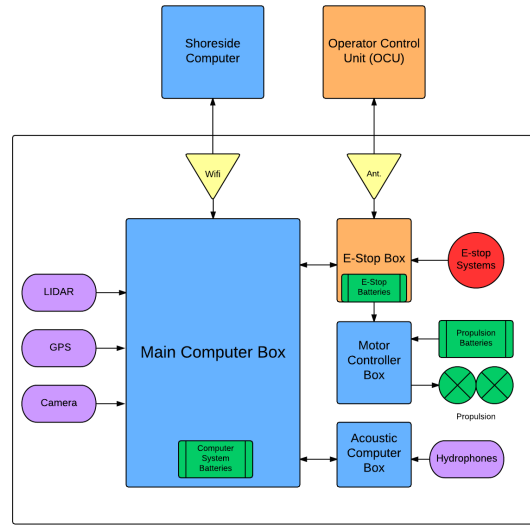 Shoreside
Computer
Operator Control
Unit (OCU)
Wifi
Ant.
E-Stop Box
E-Stop
Batteries
E-stop
Systems
LIDAR
GPS
Camera
Main Computer Box
Computer
System
Batteries
Motor
Controller
Box
Propulsion
Batteries
Propulsion
Acoustic
Computer
Box
Hydrophones